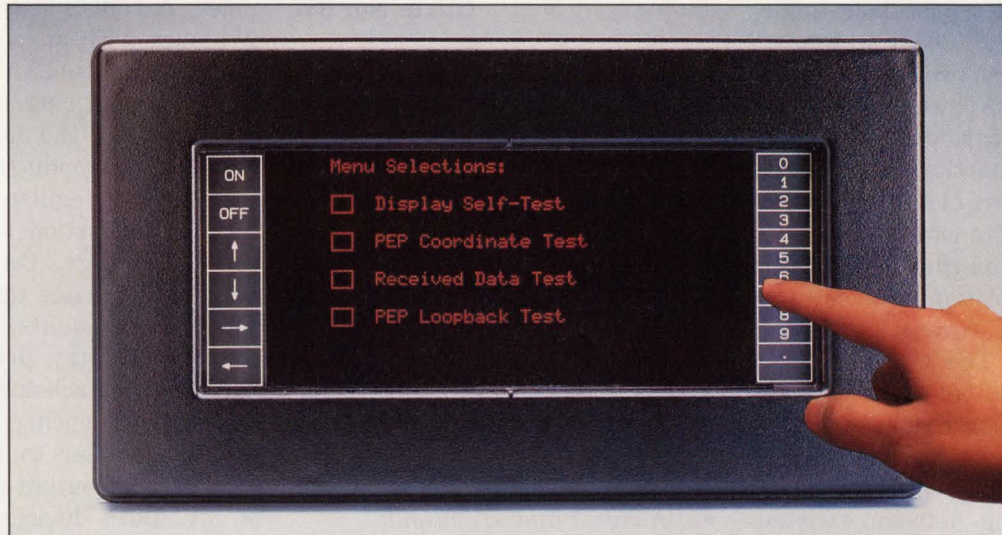 ON
OFF
↑
↓
→
←
Menu Selections:
Display Self-Test
PEP Coordinate Test
Received Data Test
PEP Loopback Test
0
1
2
3
4
5
6
8
9
.